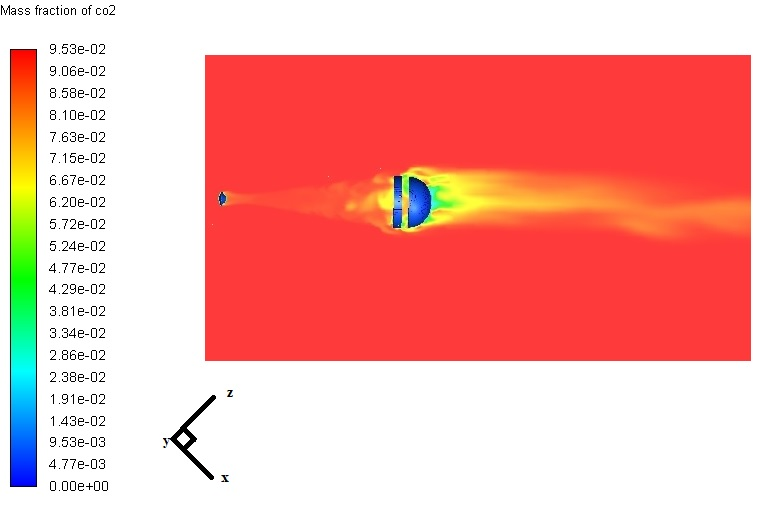 Mass fraction of co2
9.53e-02
9.06e-02
8.58e-02
8.10e-02
7.63e-02
7.15e-02
6.67e-02
6.20e-02
5.72e-02
5.24e-02
4.77e-02
4.29e-02
3.81e-02
3.34e-02
2.86e-02
2.38e-02
1.91e-02
1.43e-02
9.53e-03
4.77e-03
0.00e+00
z
y
x